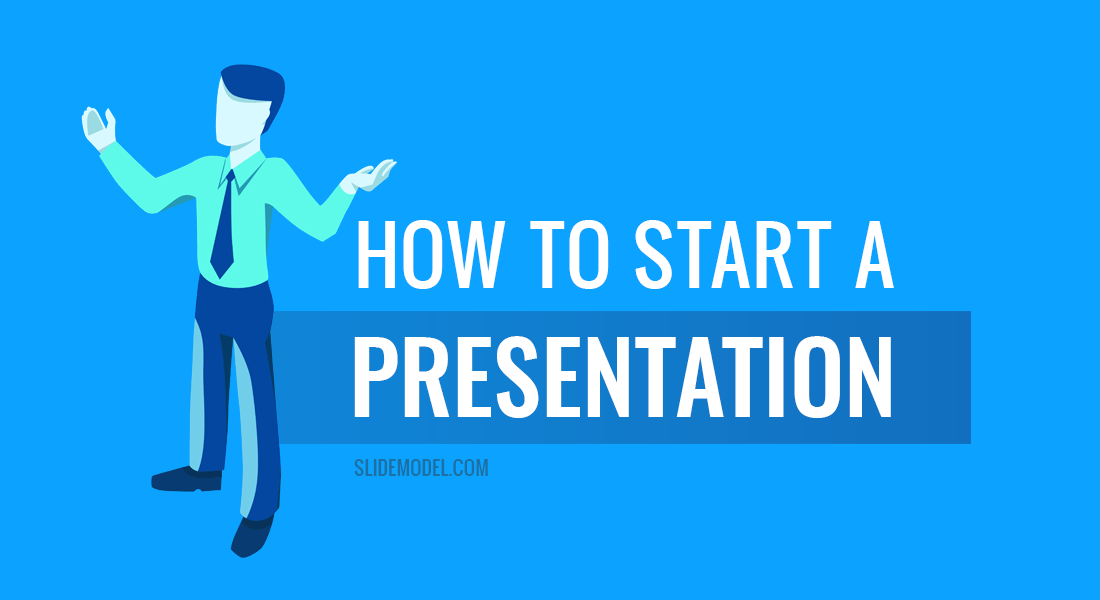 HOW TO START A
PRESENTATION
SLIDEMODEL.COM